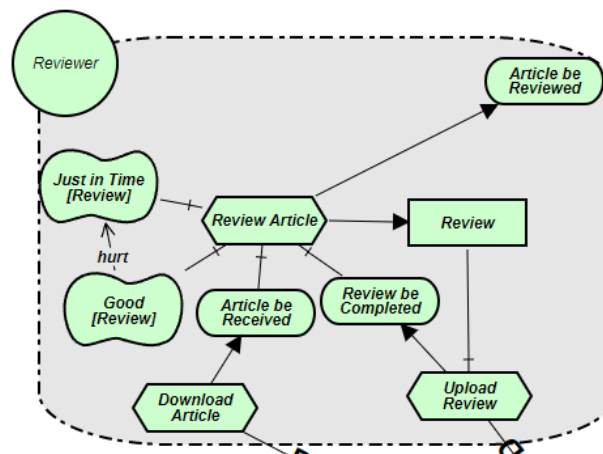 Reviewer
Article be
Reviewed
Just in Time
[Review]
Review Article
Review
hurt
Good
[Review]
Article be
Received
Review be
Completed
Download
Article
Upload
Review